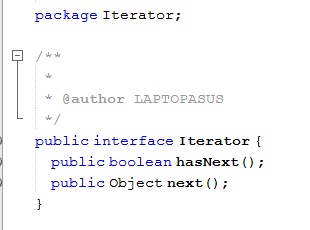 package Iterator;
/**
*
* @author LAPTOPASUS
*/
public interface Iterator {
public boolean hasNext();
public Object next();
}